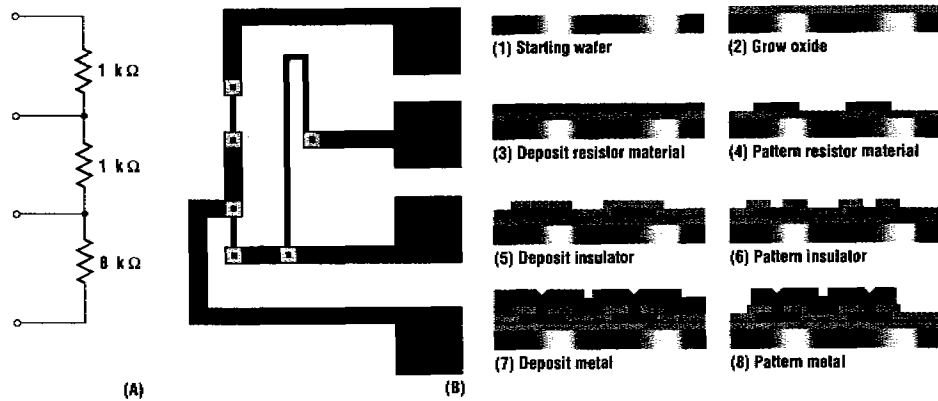 1 kΩ
1 kΩ
8 kΩ
(A)
(B)
(1) Starting wafer
(2) Grow oxide
(3) Deposit resistor material
(4) Pattern resistor material
(5) Deposit insulator
(6) Pattern insulator
(7) Deposit metal
(8) Pattern metal